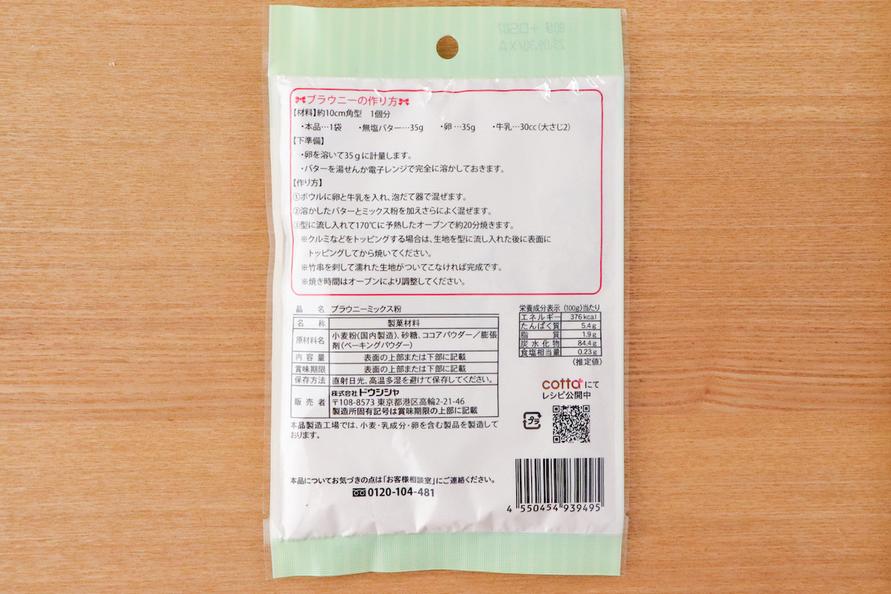 ブラウニーの作り方
【材料】約10cm角型 1個分
・本品…1袋 ・無塩バター…35g ・卵…35g ・牛乳…30cc(大さじ2)
【下準備】
・卵を溶いて35gに計量します。
・バターを湯せんか電子レンジで完全に溶かしておきます。
【作り方】
①ボウルに卵と牛乳を入れ、泡だて器で混ぜます。
②溶かしたバターとミックス粉を加えさらによく混ぜます。
③型に流し入れて170℃に予熱したオーブンで約20分焼きます。
※クルミなどをトッピングする場合は、生地を型に流し入れた後に表面に
トッピングしてから焼いてください。
※竹串を刺して濡れた生地がついてこなければ完成です。
※焼き時間はオーブンにより調整してください。
品名 ブラウニーミックス粉
名称 製菓材料
原材料名 小麦粉(国内製造)、砂糖、ココアパウダー/膨張
剤(ベーキングパウダー)
内容量 表面の上部または下部に記載
賞味期限 表面の上部または下部に記載
保存方法 直射日光、高温多湿を避けて保存してください。
販売者 株式会社ドウシシャ
〒108-8573 東京都港区高輪2-21-46
製造所固有記号は賞味期限の上部に記載
本品製造工場では、小麦・乳成分・卵を含む製品を製造して
おります。
栄養成分表示(100g)当たり
エネルギー 376kcal
たんぱく質 5.4g
脂質 1.9g
炭水化物 84.4g
食塩相当量 0.23g
(推定値)
cottaにて
レシピ公開中
プラ
本品についてお気づきの点は「お客様相談室」にご連絡ください。
0120-104-481
4 550454 939495